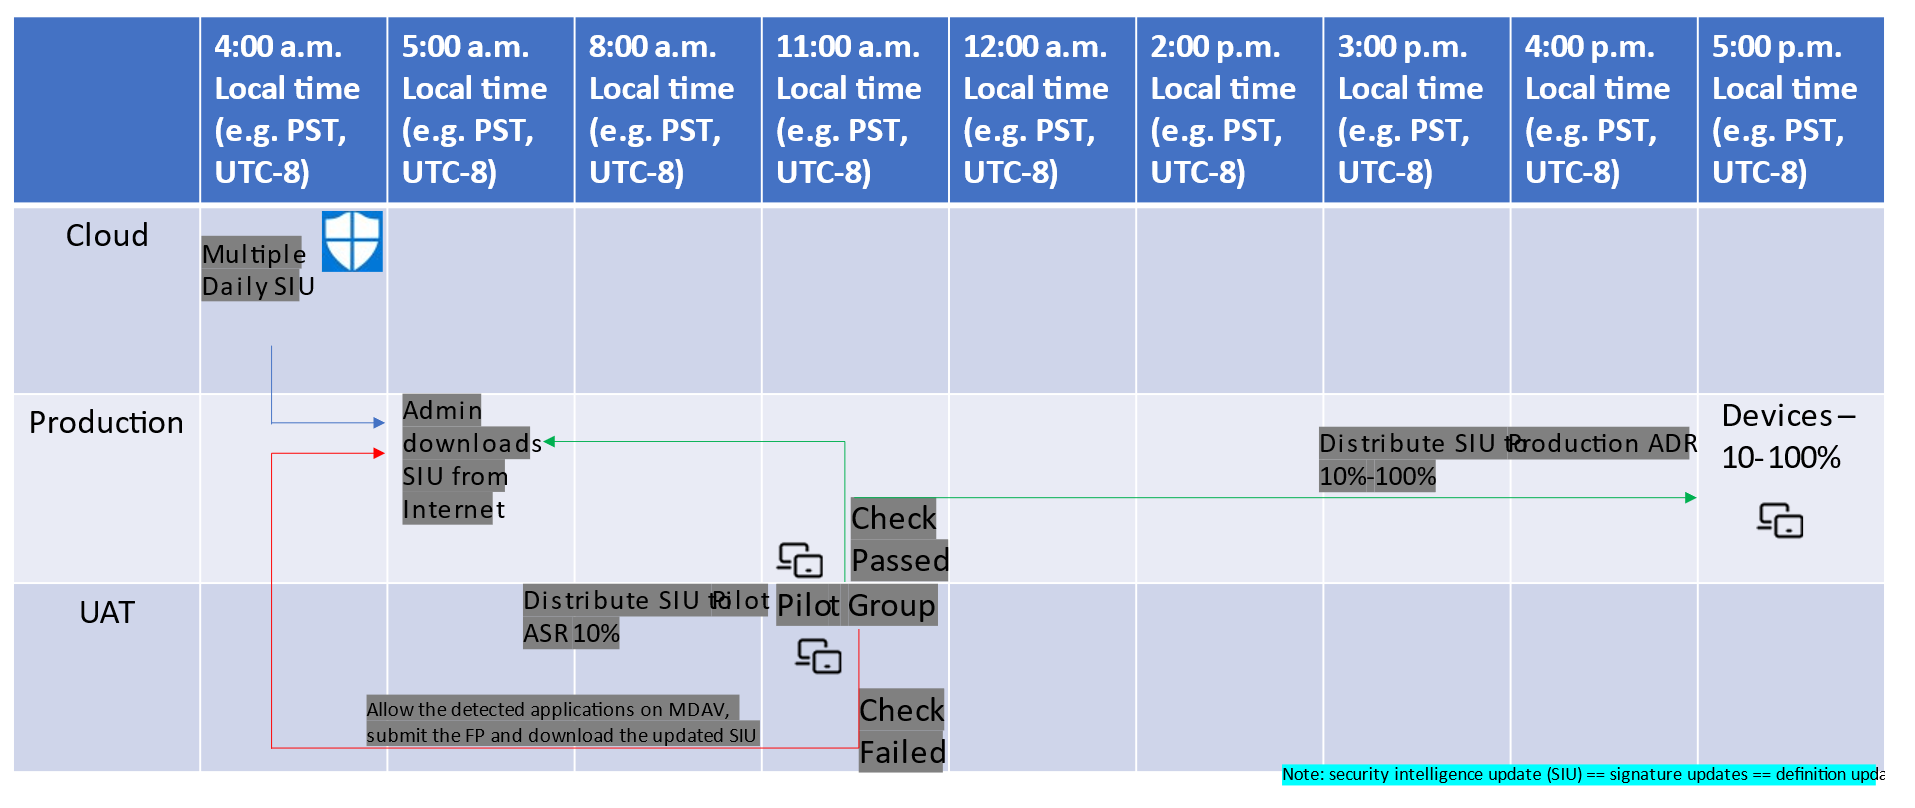 4:00 a.m.
Local time
(e.g. PST,
UTC-8)
5:00 a.m.
Local time
(e.g. PST,
UTC-8)
8:00 a.m.
Local time
(e.g. PST,
UTC-8)
11:00 a.m.
Local time
(e.g. PST,
UTC-8)
12:00 a.m.
Local time
(e.g. PST,
UTC-8)
2:00 p.m.
Local time
(e.g. PST,
UTC-8)
3:00 p.m.
Local time
(e.g. PST,
UTC-8)
4:00 p.m.
Local time
(e.g. PST,
UTC-8)
5:00 p.m.
Local time
(e.g. PST,
UTC-8)
Cloud
Multiple
Daily SIU
Production
Admin
downloads
SIU from
Internet
Check
Passed
Distribute SIU to Production ADR
10%-100%
Devices –
10-100%
UAT
Distribute SIU to Pilot
ASR 10%
Pilot Group
Allow the detected applications on MDAV,
submit the FP and download the updated SIU
Check
Failed
Note: security intelligence update (SIU) == signature updates == definition upda